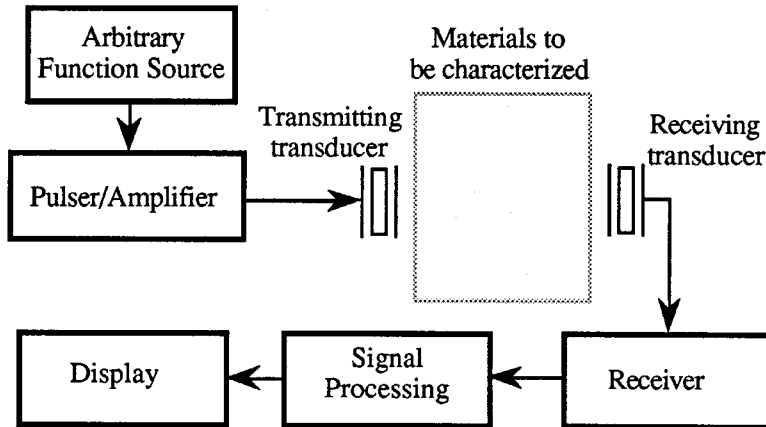 Arbitrary
Function Source
Materials to
be characterized
Transmitting
transducer
Receiving
transducer
Pulser/Amplifier
Display
Signal
Processing
Receiver